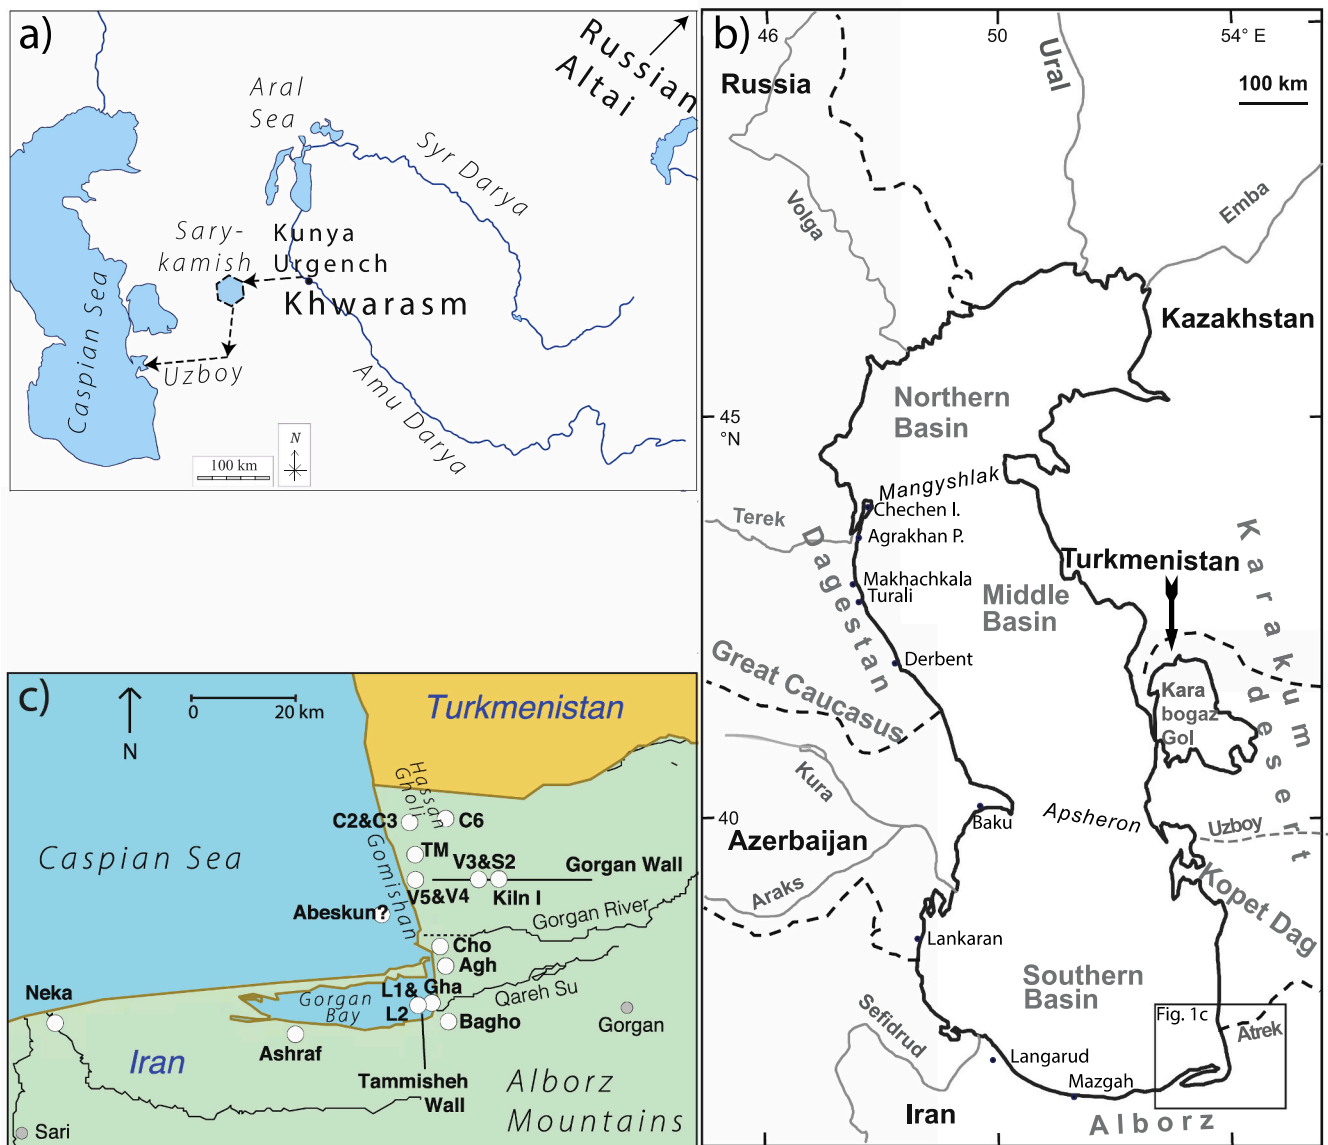 a)
Russian
Altai
Aral
Sea
Syr Darya
Sary-
kamish
Kunya
Urgench
Khwarasm
Caspian Sea
Uzboy
Amu Darya
100 km
N
b)
46
50
54° E
100 km
Russia
Ural
Volga
Emba
Kazakhstan
45
°N
Northern
Basin
Mangyshlak
Chechen I.
Terek
Agrakhan P.
Dagestan
Makhachkala
Turali
Middle
Basin
Turkmenistan
Karakum
desert
Derbent
Great Caucasus
Kara
bogaz
Gol
Kura
40
Baku
Apsheron
Uzboy
Azerbaijan
Araks
Kopet Dag
Lankaran
Southern
Basin
Sefidrud
Fig. 1c
Atrek
Langarud
Mazgah
Iran
Alborz
c)
N
0
20 km
Turkmenistan
Hassan
Gholi
C2&C3
C6
Caspian Sea
Gomishan
TM
V3&S2
Gorgan Wall
V5&V4
Kiln I
Abeskun?
Gorgan River
Cho
Agh
Neka
Gorgan
Bay
L1&
Gha
L2
Qareh Su
Bagho
Gorgan
Ashraf
Iran
Tammisheh
Wall
Alborz
Mountains
Sari